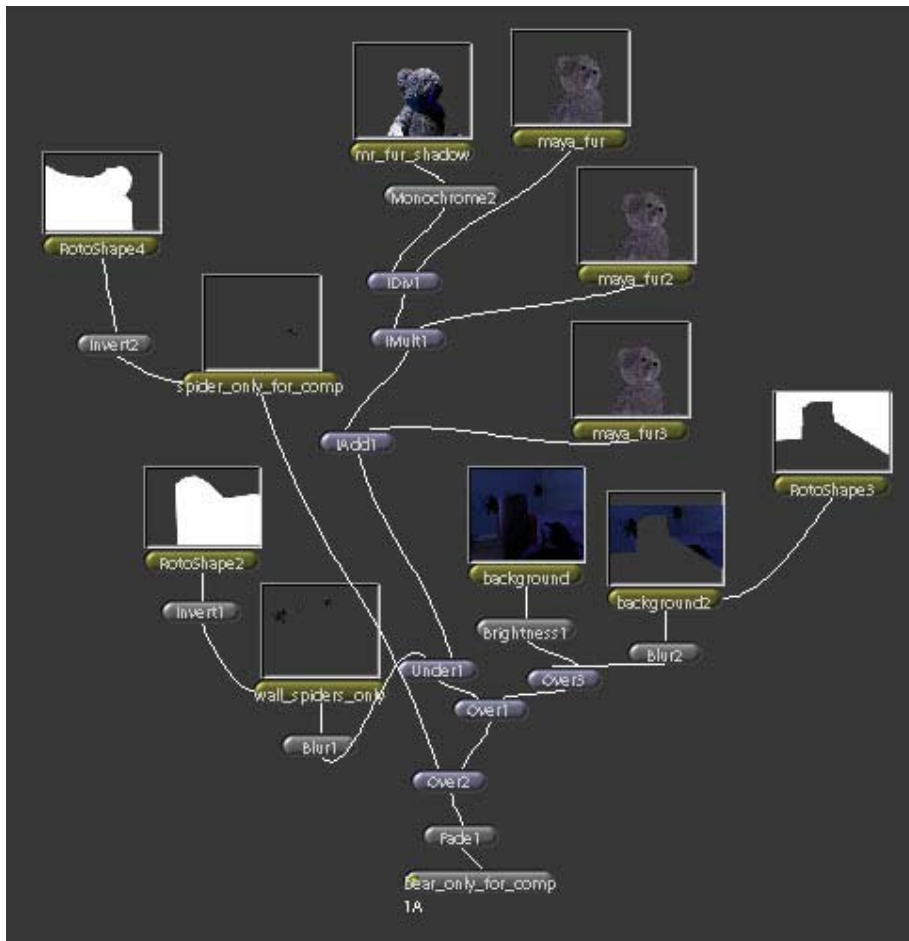 mr_fur_shadow
maya_fur
Monochrome2
RotoShape4
IDiv1
maya_fur2
Invert2
IMult1
spider_only_for_comp
IAdd1
maya_fur3
RotoShape3
RotoShape2
background
background2
Invert1
Brightness1
Blur2
Under1
Over3
wall_spiders_only
Over1
Blur1
Over2
Fade1
bear_only_for_comp
1A